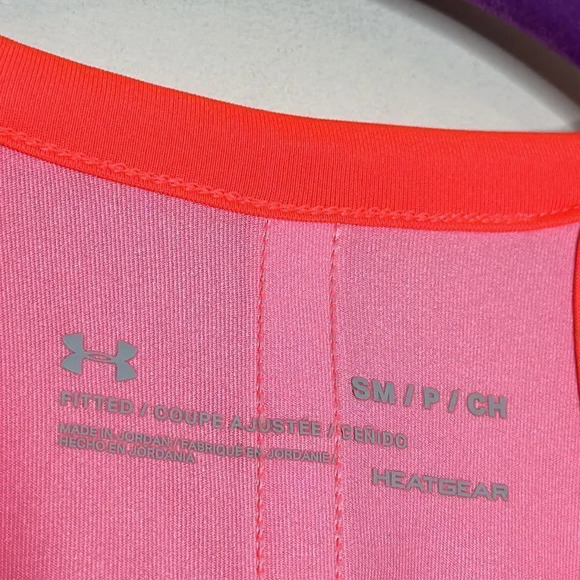 SM / P / CH
FITTED / COUPE AJUSTÉE / CEÑIDO
MADE IN JORDAN / FABRIQUÉ EN JORDANIE /
HECHO EN JORDANIA
HEATGEAR